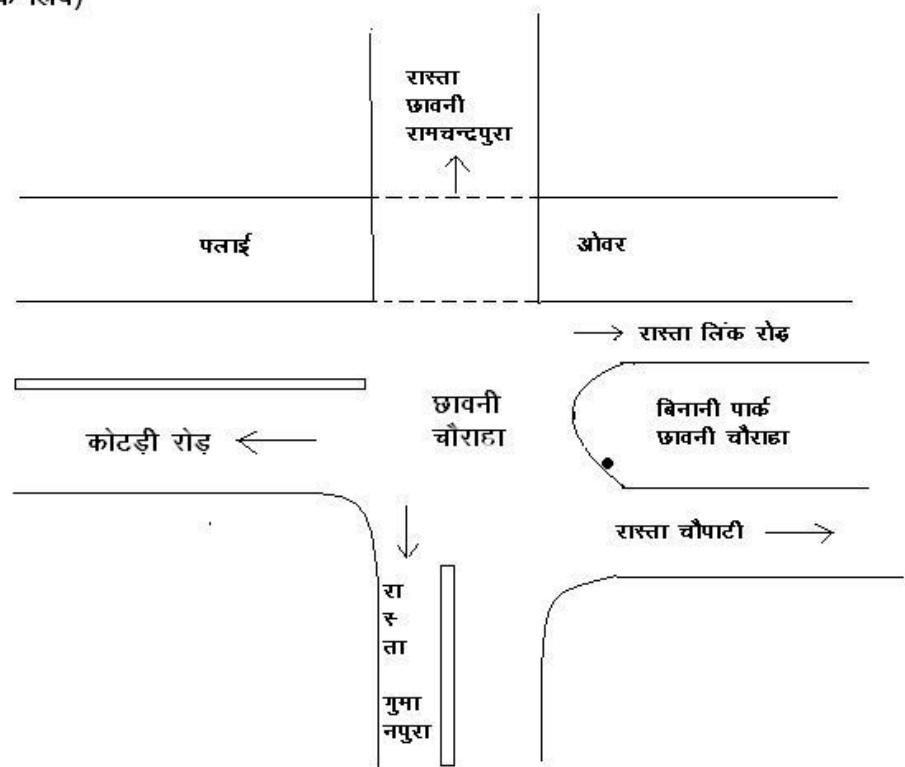 रास्ता
छावनी
रामचन्द्रपुरा
फ्लाई
ओवर
रास्ता लिंक रोड़
छावनी
चौराहा
बिनानी पार्क
छावनी चौराहा
कोटड़ी रोड़
रास्ता चौपाटी
रा
स्
ता
गुमा
नपुरा